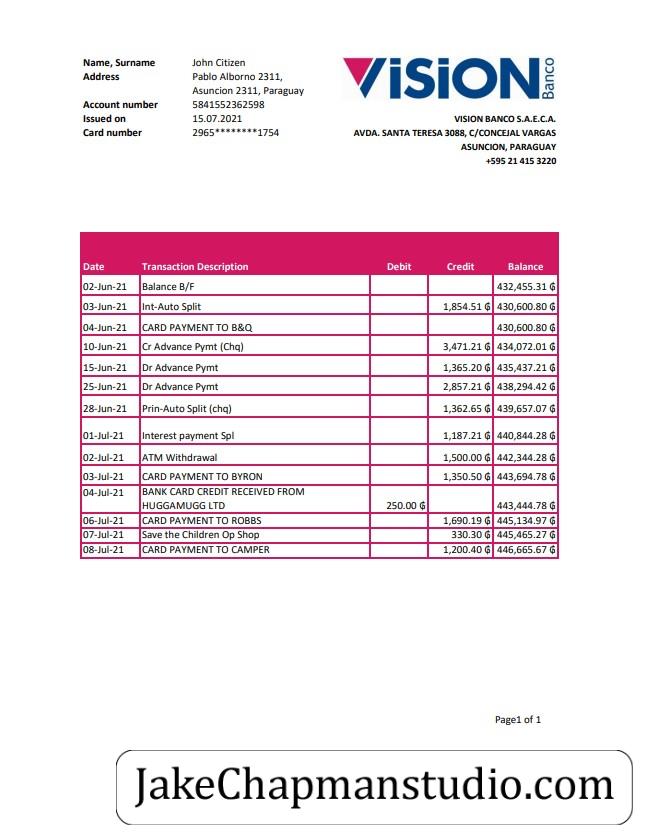 Name, Surname John Citizen
Address Pablo Alborno 2311,
Asuncion 2311, Paraguay
Account number 5841552362598
Issued on 15.07.2021
Card number 2965********1754
VISION Banco
VISION BANCO S.A.E.C.A.
AVDA. SANTA TERESA 3088, C/CONCEJAL VARGAS
ASUNCION, PARAGUAY
+595 21 415 3220
Date Transaction Description Debit Credit Balance
02-Jun-21 Balance B/F 432,455.31 ₲
03-Jun-21 Int-Auto Split 1,854.51 ₲ 430,600.80 ₲
04-Jun-21 CARD PAYMENT TO B&Q 430,600.80 ₲
10-Jun-21 Cr Advance Pymt (Chq) 3,471.21 ₲ 434,072.01 ₲
15-Jun-21 Dr Advance Pymt 1,365.20 ₲ 435,437.21 ₲
25-Jun-21 Dr Advance Pymt 2,857.21 ₲ 438,294.42 ₲
28-Jun-21 Prin-Auto Split (chq) 1,362.65 ₲ 439,657.07 ₲
01-Jul-21 Interest payment Spl 1,187.21 ₲ 440,844.28 ₲
02-Jul-21 ATM Withdrawal 1,500.00 ₲ 442,344.28 ₲
03-Jul-21 CARD PAYMENT TO BYRON 1,350.50 ₲ 443,694.78 ₲
04-Jul-21 BANK CARD CREDIT RECEIVED FROM
HUGGAMUGG LTD 250.00 ₲ 443,444.78 ₲
06-Jul-21 CARD PAYMENT TO ROBBS 1,690.19 ₲ 445,134.97 ₲
07-Jul-21 Save the Children Op Shop 330.30 ₲ 445,465.27 ₲
08-Jul-21 CARD PAYMENT TO CAMPER 1,200.40 ₲ 446,665.67 ₲
Page1 of 1
JakeChapmanstudio.com